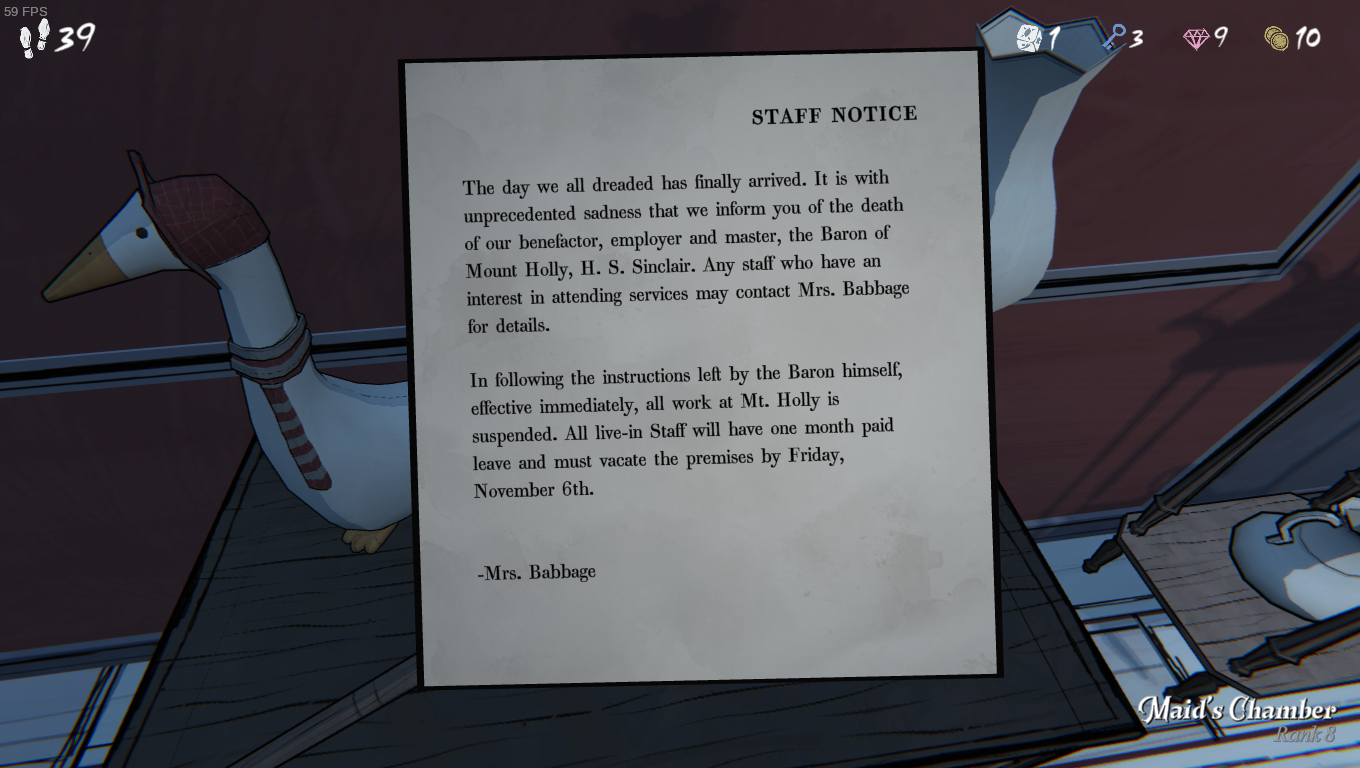 59 FPS
39
1
3
9
10
STAFF NOTICE
The day we all dreaded has finally arrived. It is with
unprecedented sadness that we inform you of the death
of our benefactor, employer and master, the Baron of
Mount Holly, H. S. Sinclair. Any staff who have an
interest in attending services may contact Mrs. Babbage
for details.
In following the instructions left by the Baron himself,
effective immediately, all work at Mt. Holly is
suspended. All live-in Staff will have one month paid
leave and must vacate the premises by Friday,
November 6th.
-Mrs. Babbage
Maid's Chamber
Rank 8